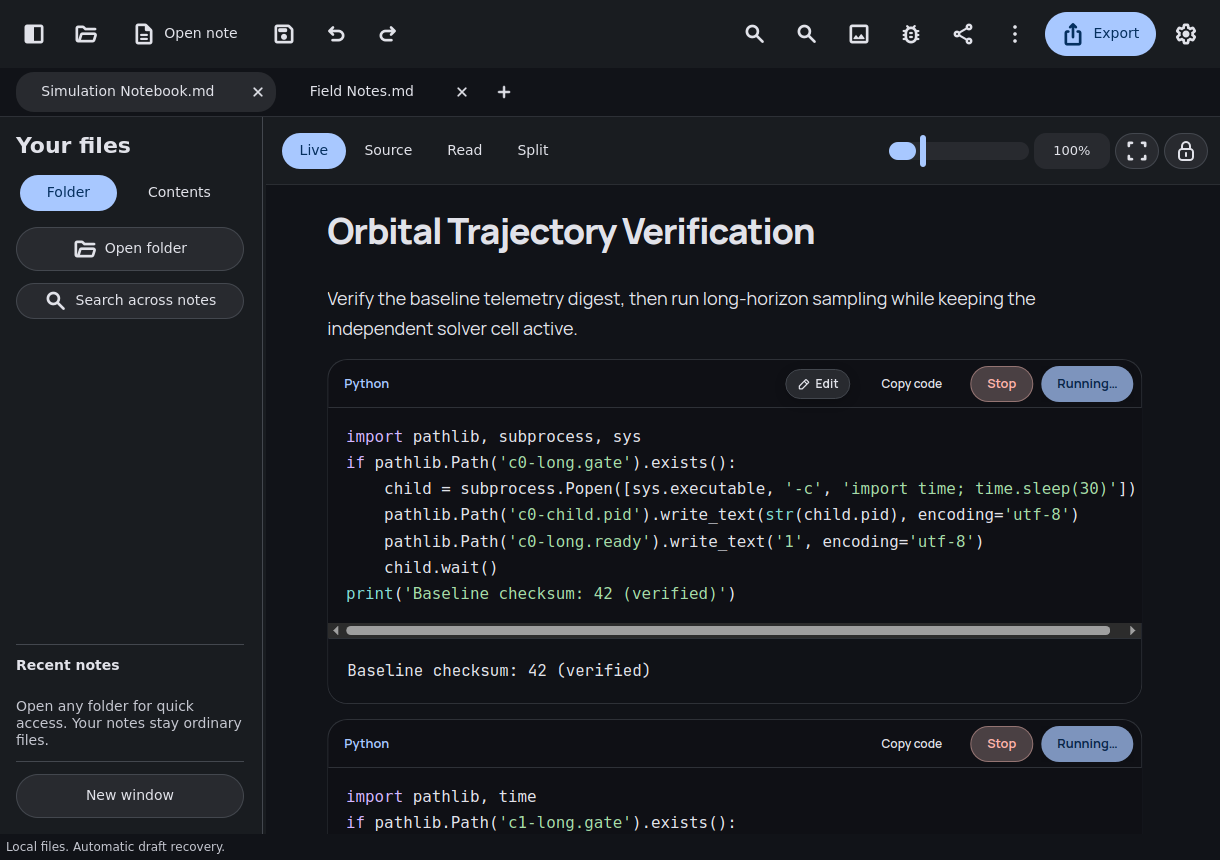 Open note
Export
Simulation Notebook.md
Field Notes.md
Your files
Folder
Contents
Open folder
Search across notes
Recent notes
Open any folder for quick
access. Your notes stay ordinary
files.
New window
Live
Source
Read
Split
100%
Orbital Trajectory Verification
Verify the baseline telemetry digest, then run long-horizon sampling while keeping the
independent solver cell active.
Python
Edit
Copy code
Stop
Running…
import pathlib, subprocess, sys
if pathlib.Path('c0-long.gate').exists():
    child = subprocess.Popen([sys.executable, '-c', 'import time; time.sleep(30)'])
    pathlib.Path('c0-child.pid').write_text(str(child.pid), encoding='utf-8')
    pathlib.Path('c0-long.ready').write_text('1', encoding='utf-8')
    child.wait()
print('Baseline checksum: 42 (verified)')
Baseline checksum: 42 (verified)
Python
Copy code
Stop
Running…
import pathlib, time
if pathlib.Path('c1-long.gate').exists():
Local files. Automatic draft recovery.